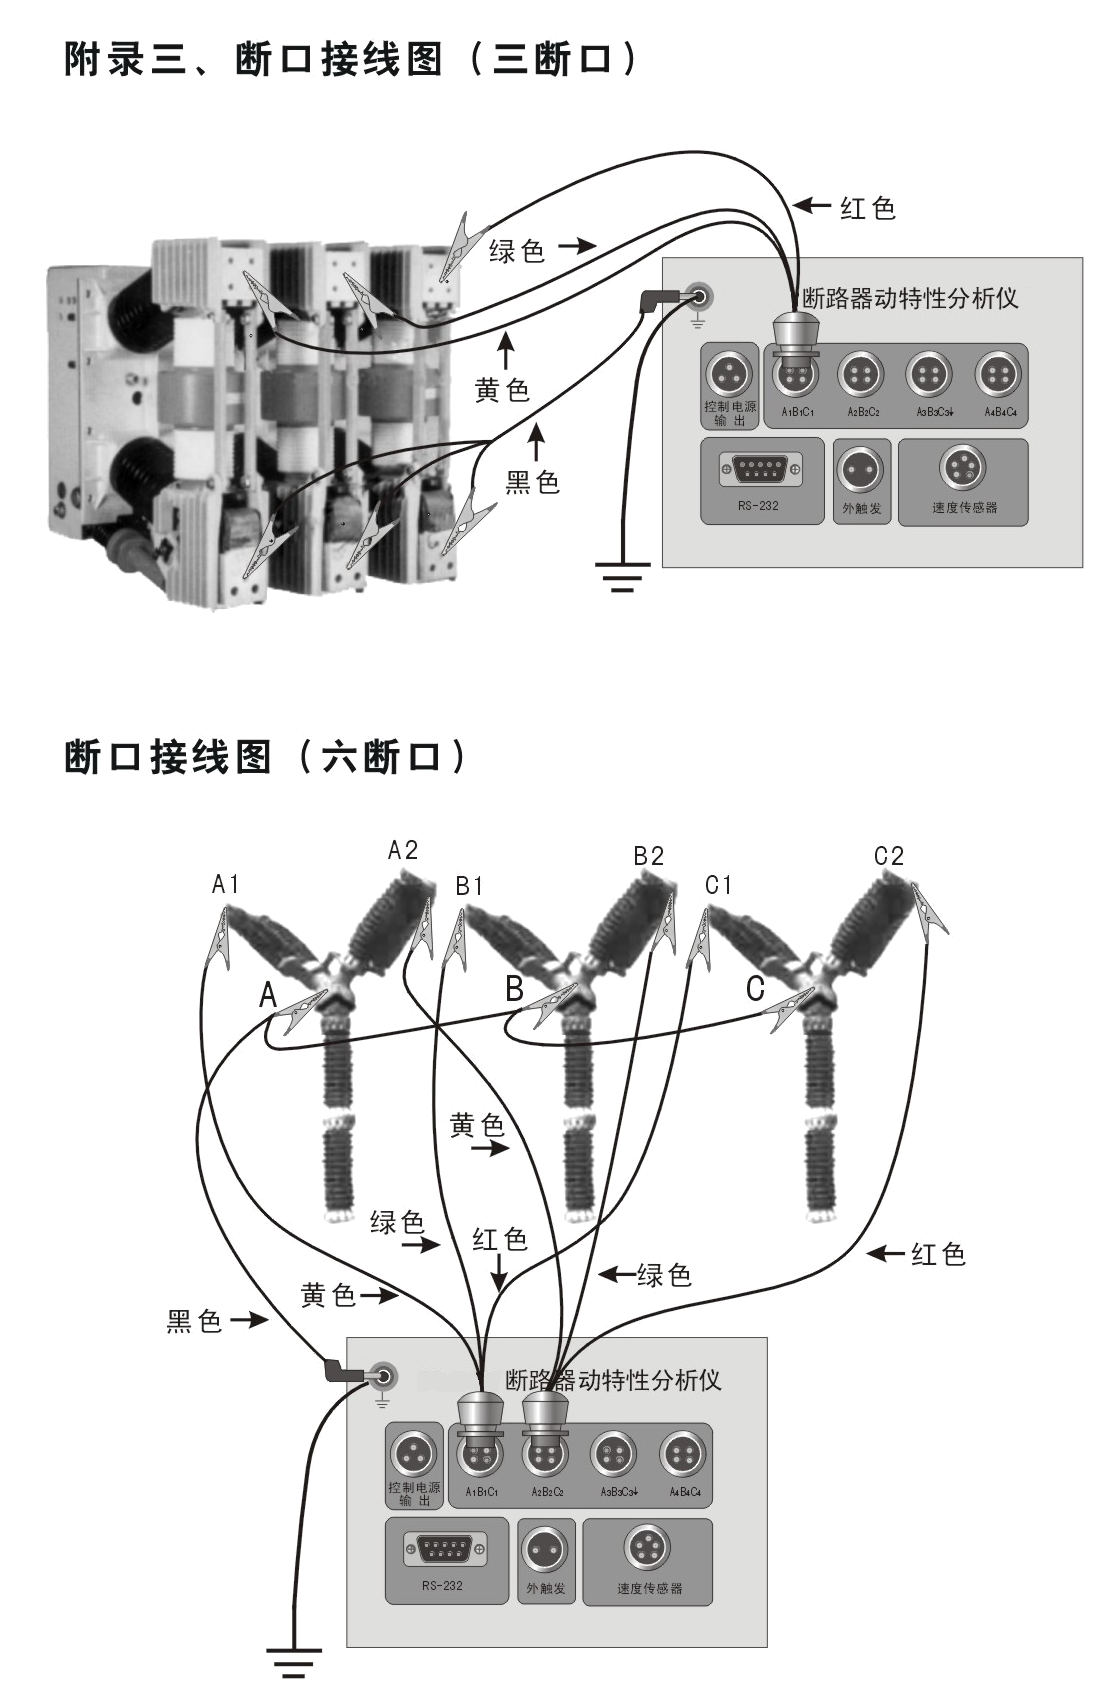 附录三、断口接线图（三断口）
红色
绿色
断路器动特性分析仪
黄色
控制电源
输出
A1B1C1
A2B2C2
A3B3C3
A4B4C4
黑色
RS-232
外触发
速度传感器
断口接线图（六断口）
A1
A2
B1
B2
C1
C2
A
B
C
黄色
绿色
红色
绿色
红色
黄色
黑色
断路器动特性分析仪
控制电源
输出
A1B1C1
A2B2C2
A3B3C3
A4B4C4
RS-232
外触发
速度传感器